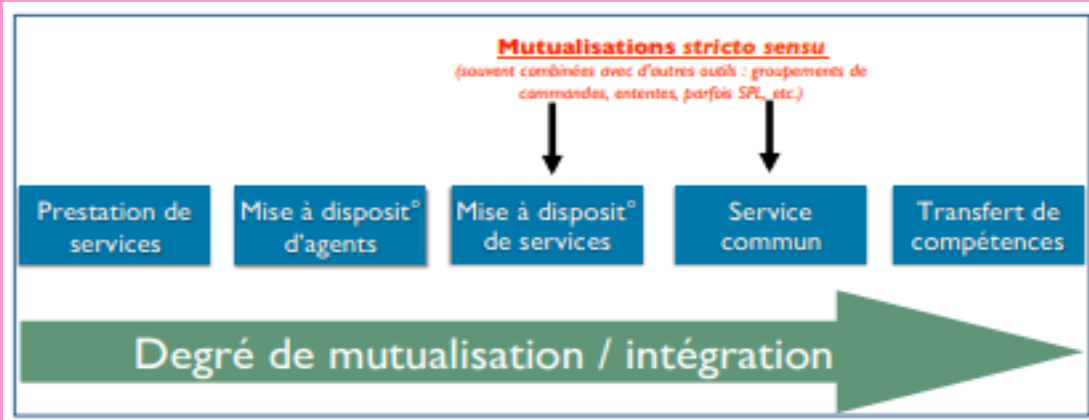 Mutualisations stricto sensu
(souvent combinées avec d'autres outils : groupements de
commandes, ententes, parfois SPL, etc.)
Prestation de
services
Mise à disposit°
d'agents
Mise à disposit°
de services
Service
commun
Transfert de
compétences
Degré de mutualisation / intégration